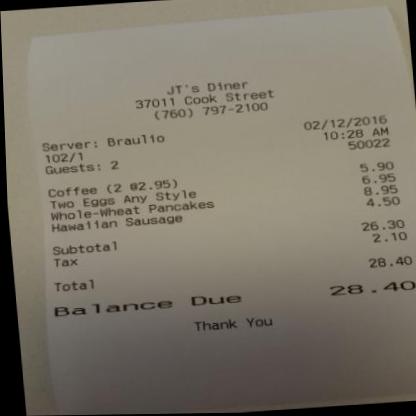 JT's Diner
37011 Cook Street
(760) 797-2100
Server: Braulio 02/12/2016
102/1 10:28 AM
Guests: 2 50022
Coffee (2 @2.95) 5.90
Two Eggs Any Style 6.95
Whole-Wheat Pancakes 8.95
Hawaiian Sausage 4.50
Subtotal 26.30
Tax 2.10
Total 28.40
Balance Due 28.40
Thank You